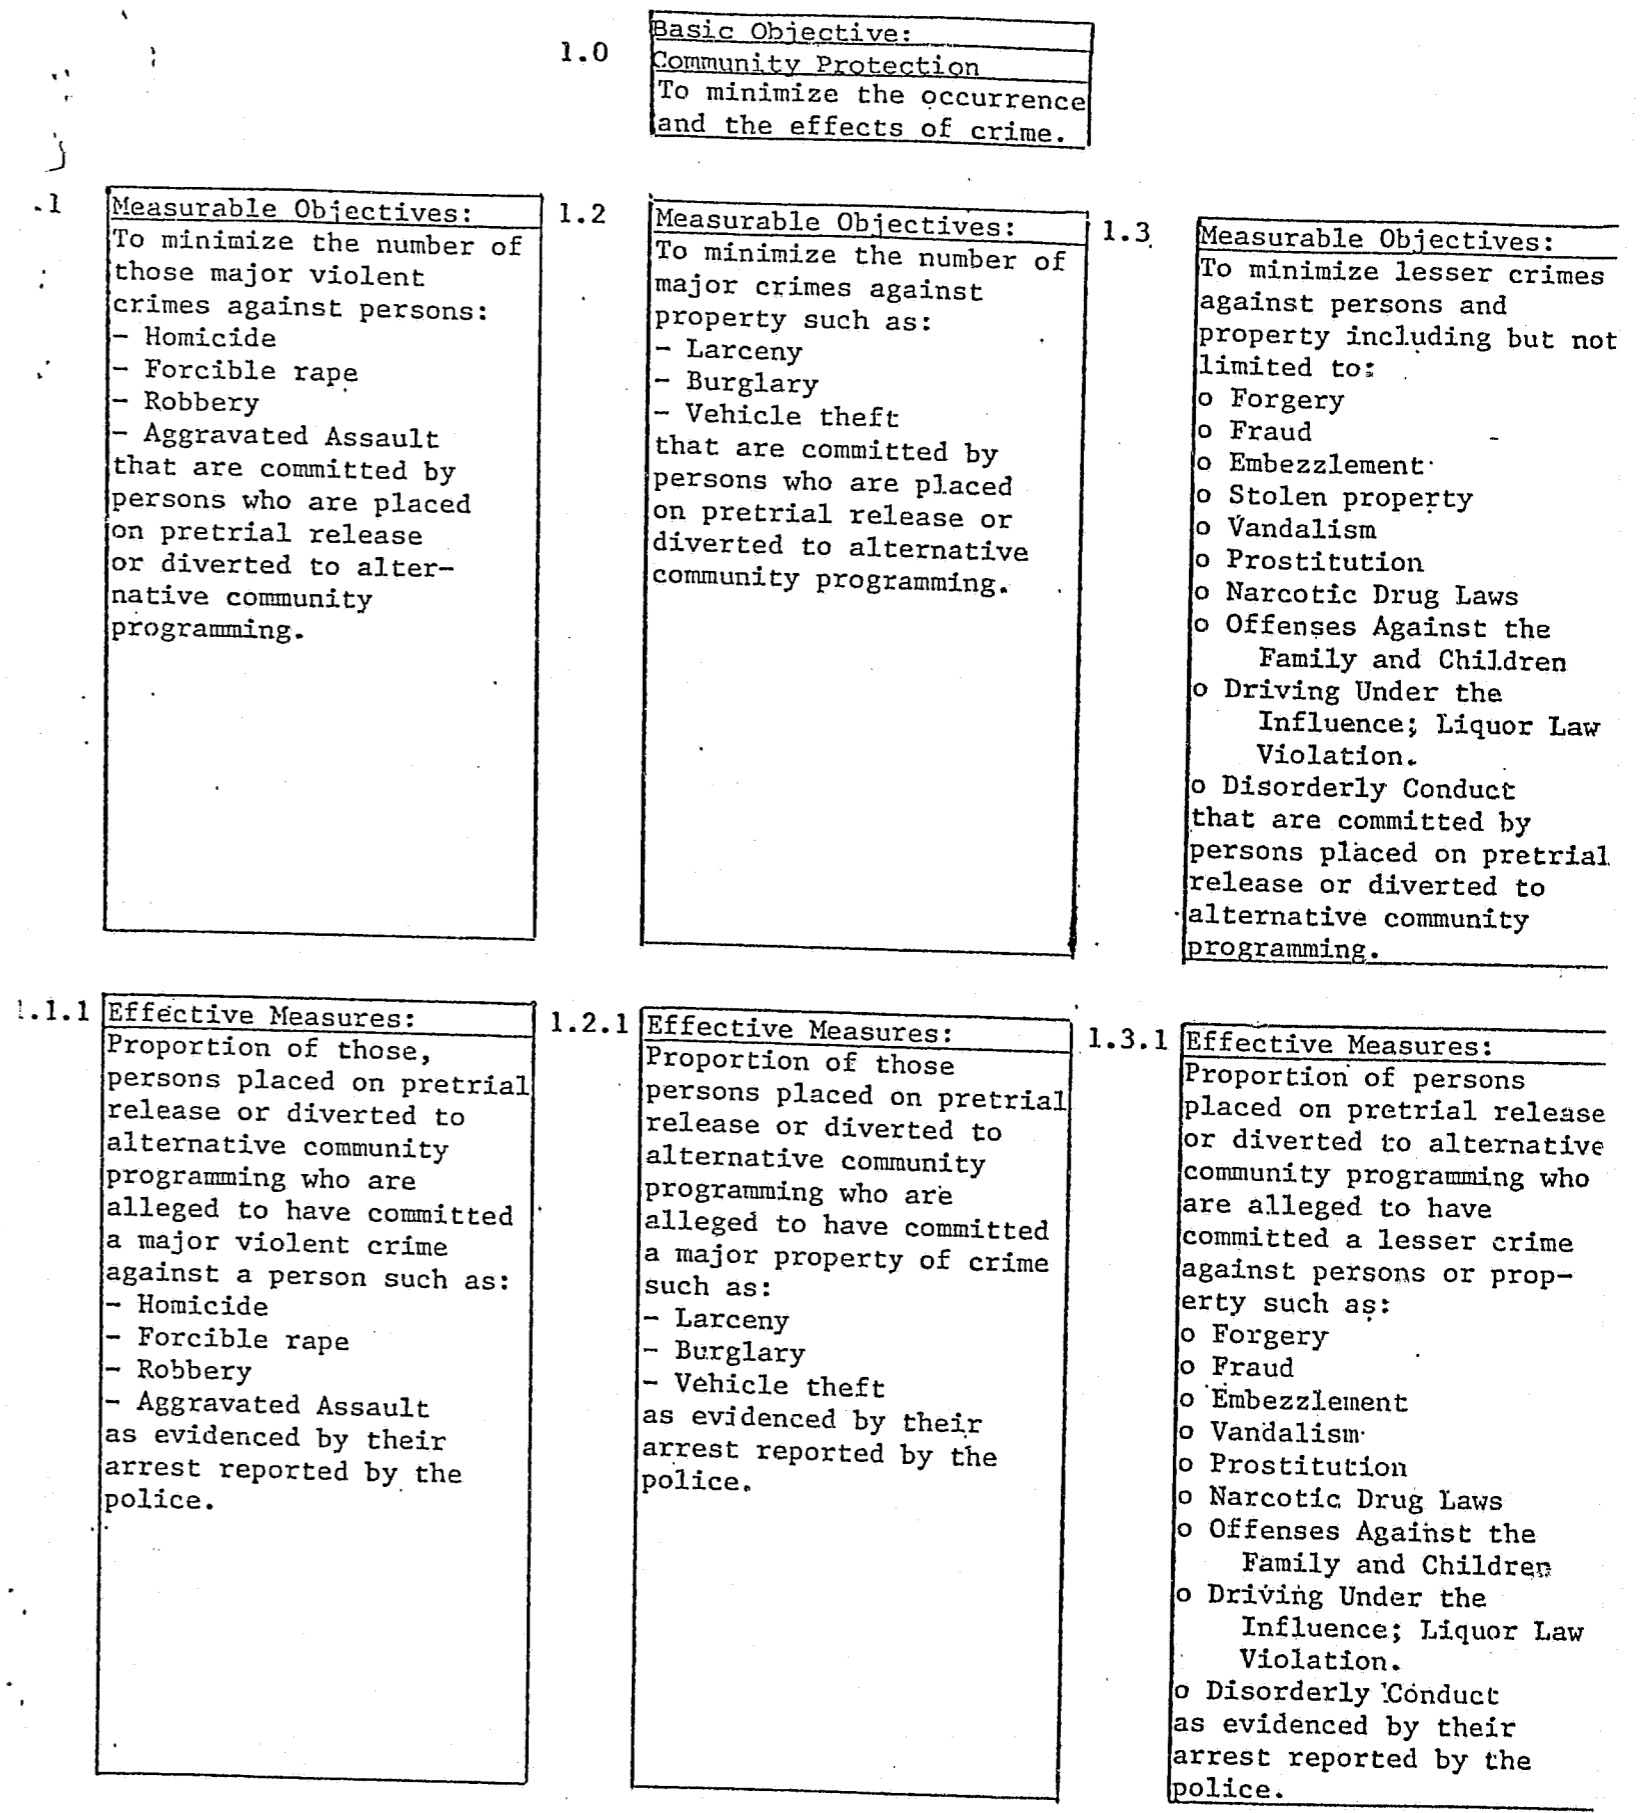 1.0
Basic Objective:
Community Protection
To minimize the occurrence
and the effects of crime.
.1
Measurable Objectives:
To minimize the number of
those major violent
crimes against persons:
- Homicide
- Forcible rape
- Robbery
- Aggravated Assault
that are committed by
persons who are placed
on pretrial release
or diverted to alter-
native community
programming.
1.2
Measurable Objectives:
To minimize the number of
major crimes against
property such as:
- Larceny
- Burglary
- Vehicle theft
that are committed by
persons who are placed
on pretrial release or
diverted to alternative
community programming.
1.3
Measurable Objectives:
To minimize lesser crimes
against persons and
property including but not
limited to:
o Forgery
o Fraud
o Embezzlement
o Stolen property
o Vandalism
o Prostitution
o Narcotic Drug Laws
o Offenses Against the
Family and Children
o Driving Under the
Influence; Liquor Law
Violation.
o Disorderly Conduct
that are committed by
persons placed on pretrial
release or diverted to
alternative community
programming.
1.1.1
Effective Measures:
Proportion of those,
persons placed on pretrial
release or diverted to
alternative community
programming who are
alleged to have committed
a major violent crime
against a person such as:
- Homicide
- Forcible rape
- Robbery
- Aggravated Assault
as evidenced by their
arrest reported by the
police.
1.2.1
Effective Measures:
Proportion of those
persons placed on pretrial
release or diverted to
alternative community
programming who are
alleged to have committed
a major property of crime
such as:
- Larceny
- Burglary
- Vehicle theft
as evidenced by their
arrest reported by the
police.
1.3.1
Effective Measures:
Proportion of persons
placed on pretrial release
or diverted to alternative
community programming who
are alleged to have
committed a lesser crime
against persons or prop-
erty such as:
o Forgery
o Fraud
o Embezzlement
o Vandalism
o Prostitution
o Narcotic Drug Laws
o Offenses Against the
Family and Children
o Driving Under the
Influence; Liquor Law
Violation.
o Disorderly Conduct
as evidenced by their
arrest reported by the
police.